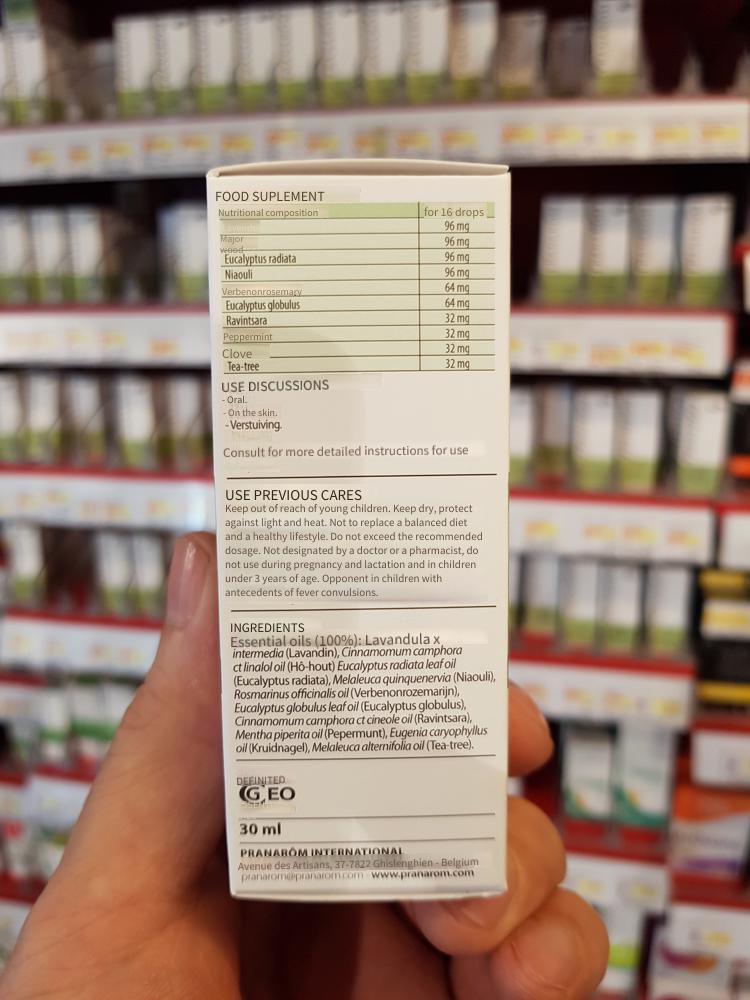 FOOD SUPLEMENT
Nutritional composition for 16 drops
96 mg
Major 96 mg
wood
Eucalyptus radiata 96 mg
Niaouli 96 mg
Verbenonrosemary 64 mg
Eucalyptus globulus 64 mg
Ravintsara 32 mg
Peppermint 32 mg
Clove 32 mg
Tea-tree 32 mg
USE DISCUSSIONS
- Oral.
- On the skin.
- Verstuiving.
Consult for more detailed instructions for use
USE PREVIOUS CARES
Keep out of reach of young children. Keep dry, protect
against light and heat. Not to replace a balanced diet
and a healthy lifestyle. Do not exceed the recommended
dosage. Not designated by a doctor or a pharmacist, do
not use during pregnancy and lactation and in children
under 3 years of age. Opponent in children with
antecedents of fever convulsions.
INGREDIENTS
Essential oils (100%): Lavandula x
intermedia (Lavandin), Cinnamomum camphora
ct linalol oil (Hô-hout) Eucalyptus radiata leaf oil
(Eucalyptus radiata), Melaleuca quinquenervia (Niaouli),
Rosmarinus officinalis oil (Verbenonrozemarijn),
Eucalyptus globulus leaf oil (Eucalyptus globulus),
Cinnamomum camphora ct cineole oil (Ravintsara),
Mentha piperita oil (Pepermunt), Eugenia caryophyllus
oil (Kruidnagel), Melaleuca alternifolia oil (Tea-tree).
DEFINITED
G EO
30 ml
PRANARÔM INTERNATIONAL
Avenue des Artisans, 37-7822 Ghislenghien - Belgium
pranarom@pranarom.com - www.pranarom.com